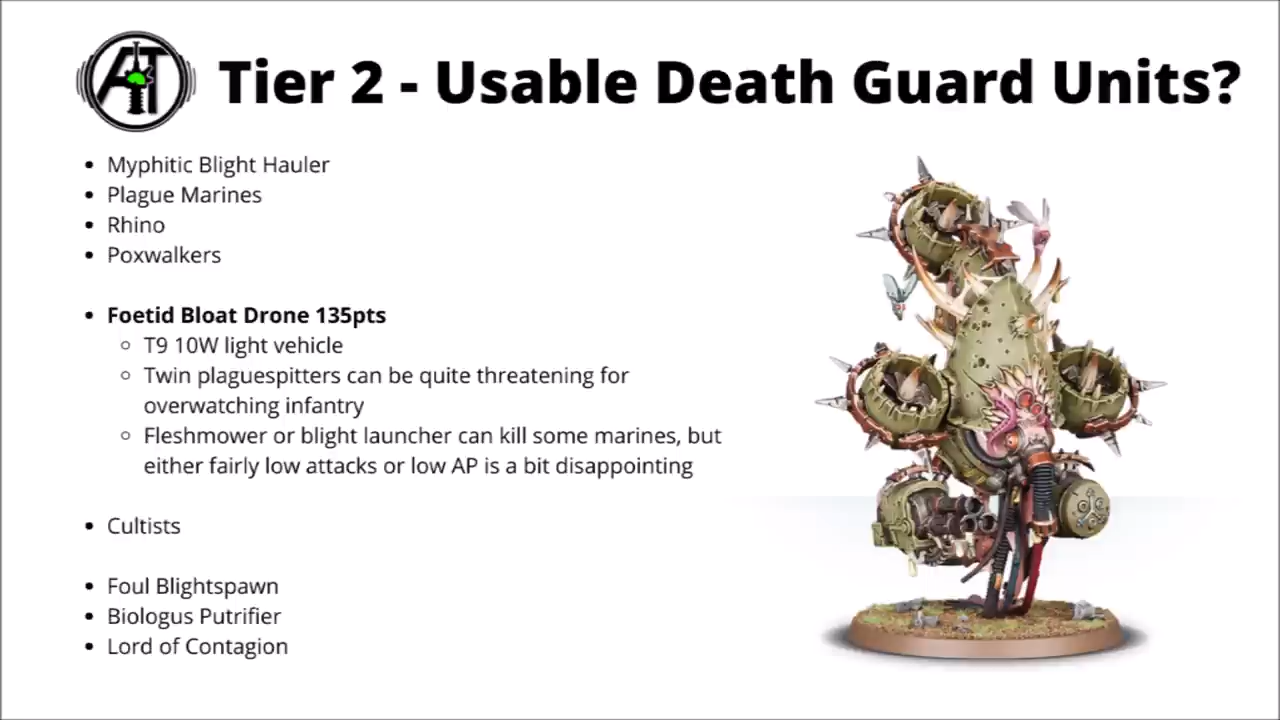 AT
Tier 2 - Usable Death Guard Units?
Myphitic Blight Hauler
Plague Marines
Rhino
Poxwalkers
Foetid Bloat Drone 135pts
T9 10W light vehicle
Twin plaguespitters can be quite threatening for
overwatching infantry
Fleshmower or blight launcher can kill some marines, but
either fairly low attacks or low AP is a bit disappointing
Cultists
Foul Blightspawn
Biologus Putrifier
Lord of Contagion